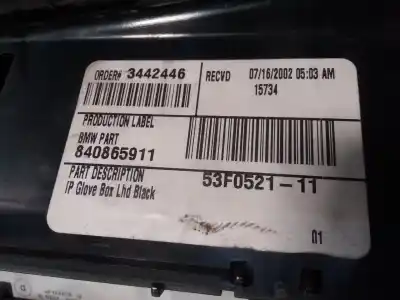 ORDER# 3442446
RECVD 07/16/2002 05:03 AM
15734
PRODUCTION LABEL
BMW PART
840865911
PART DESCRIPTION
53F0521-11
IP Glove Box Lhd Black
01